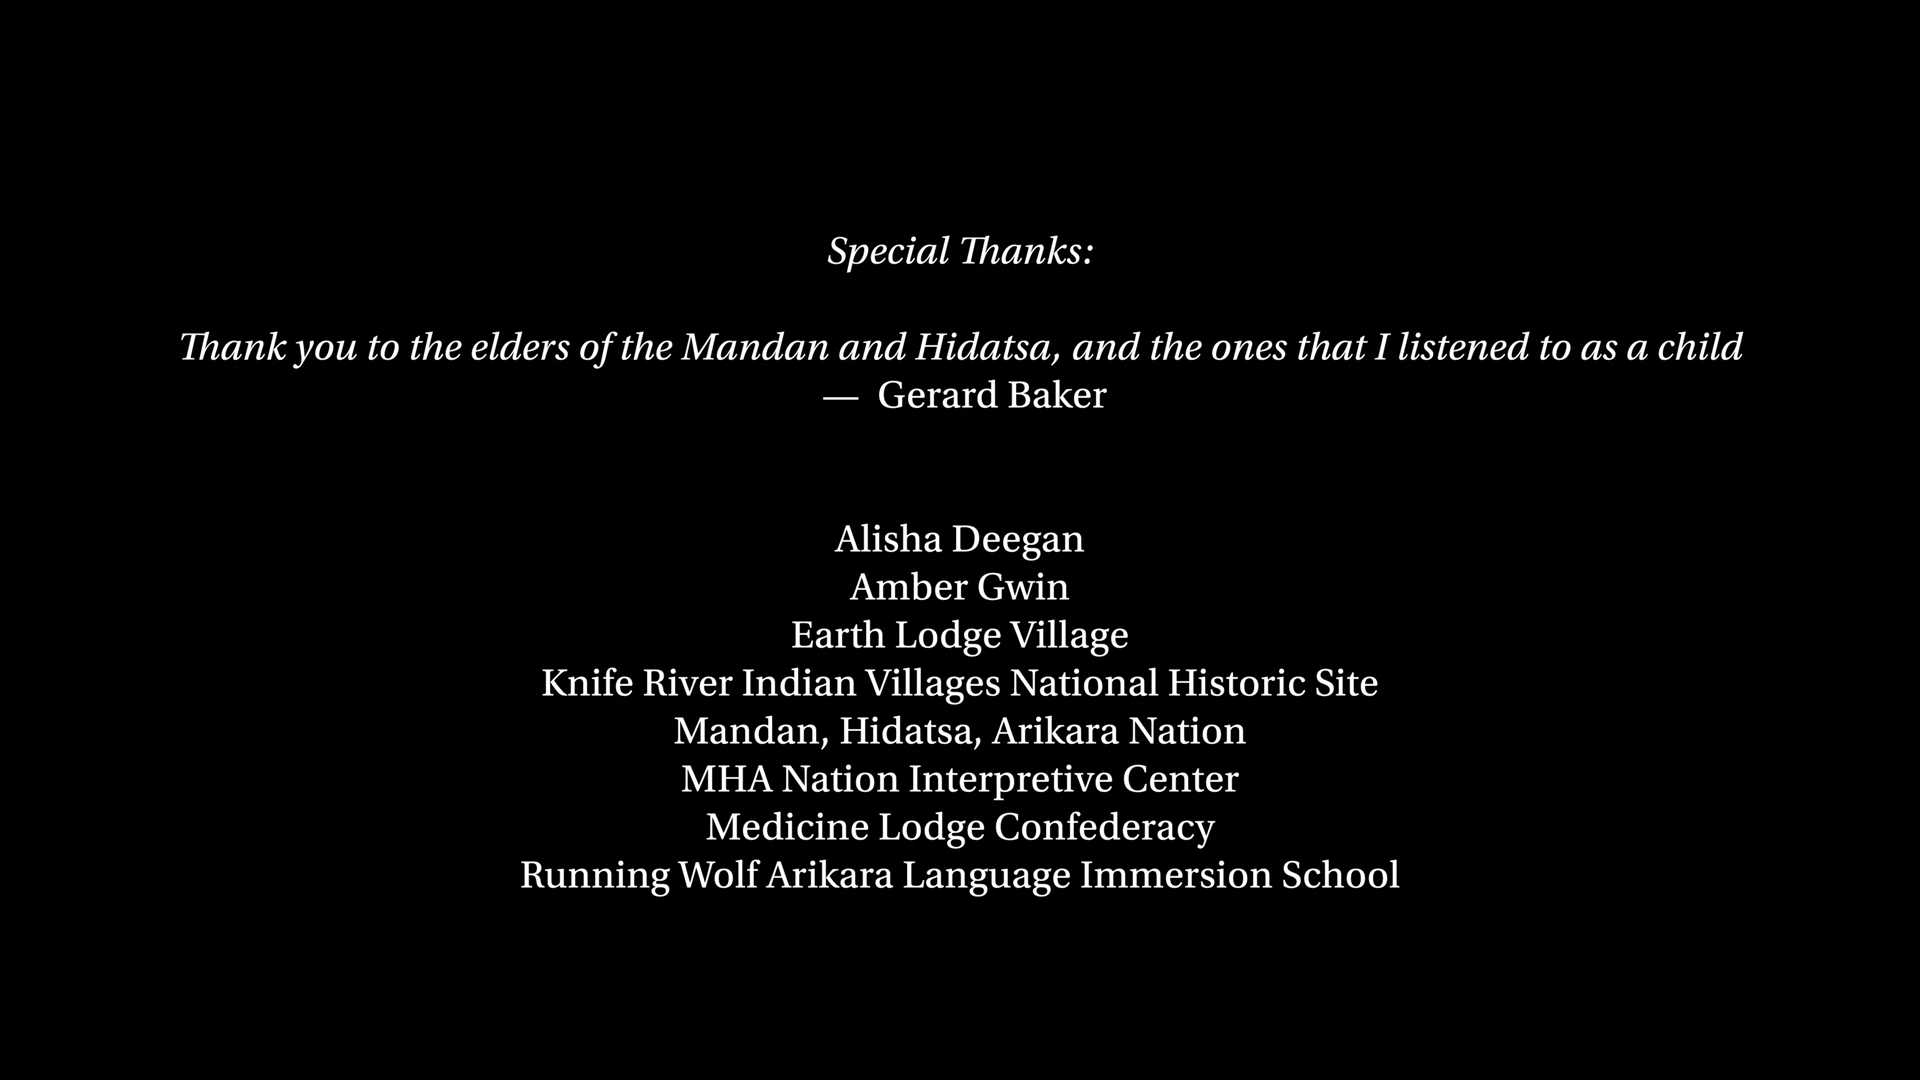 Special Thanks:
Thank you to the elders of the Mandan and Hidatsa, and the ones that I listened to as a child
— Gerard Baker
Alisha Deegan
Amber Gwin
Earth Lodge Village
Knife River Indian Villages National Historic Site
Mandan, Hidatsa, Arikara Nation
MHA Nation Interpretive Center
Medicine Lodge Confederacy
Running Wolf Arikara Language Immersion School